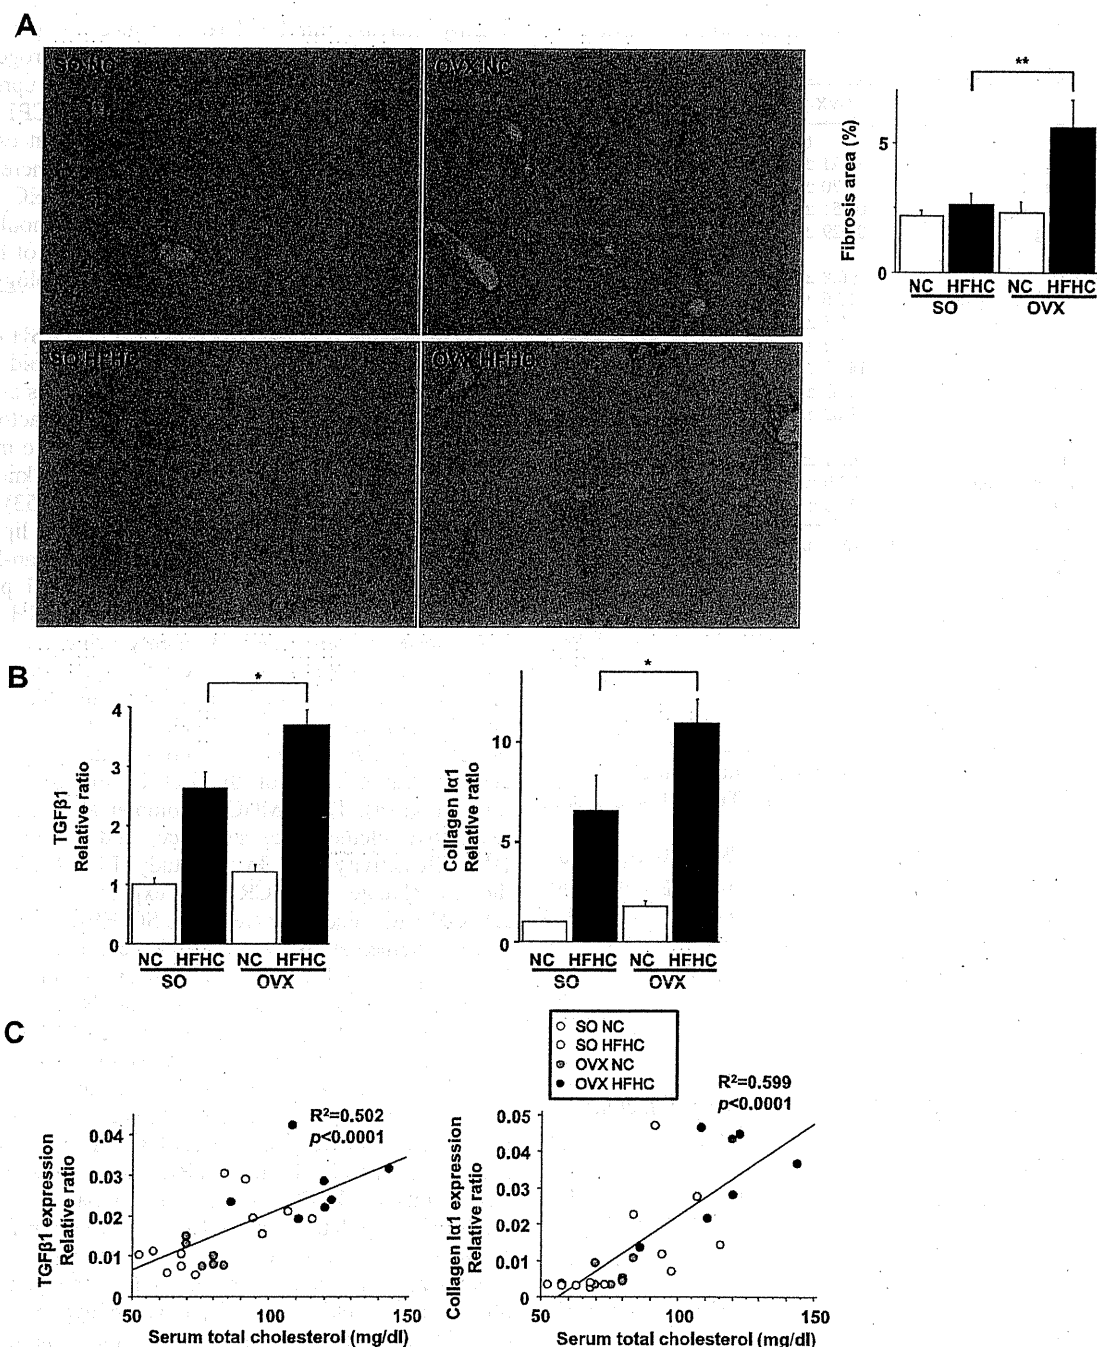 A
SO NC
OVX NC
SO HFHC
OVX HFHC
**
Fibrosis area (%)
5
0
NC HFHC NC HFHC
SO OVX
B
*
TGFβ1
Relative ratio
4
3
2
1
0
NC HFHC NC HFHC
SO OVX
*
Collagen Iα1
Relative ratio
10
5
0
NC HFHC NC HFHC
SO OVX
C
SO NC
SO HFHC
OVX NC
OVX HFHC
R²=0.502
p<0.0001
TGFβ1 expression
Relative ratio
0.04
0.03
0.02
0.01
0
50 100 150
Serum total cholesterol (mg/dl)
R²=0.599
p<0.0001
Collagen Iα1 expression
Relative ratio
0.05
0.04
0.03
0.02
0.01
0
50 100 150
Serum total cholesterol (mg/dl)